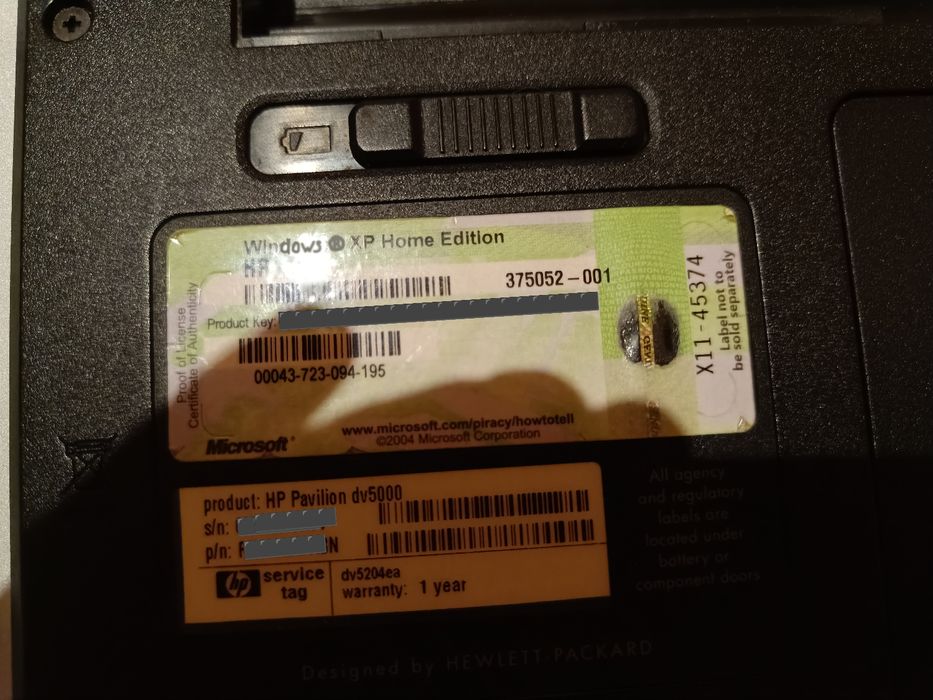 Windows XP Home Edition
HP
375052-001
Product Key:
00043-723-094-195
www.microsoft.com/piracy/howtotell
Microsoft®
©2004 Microsoft Corporation
Proof of License
Certificate of Authenticity
X11-45374
Label not to
be sold separately
product: HP Pavilion dv5000
s/n:
p/n: N
hp service
tag
dv5204ea
warranty: 1 year
All agency
and regulatory
labels are
located under
battery or
component doors
Designed by HEWLETT-PACKARD